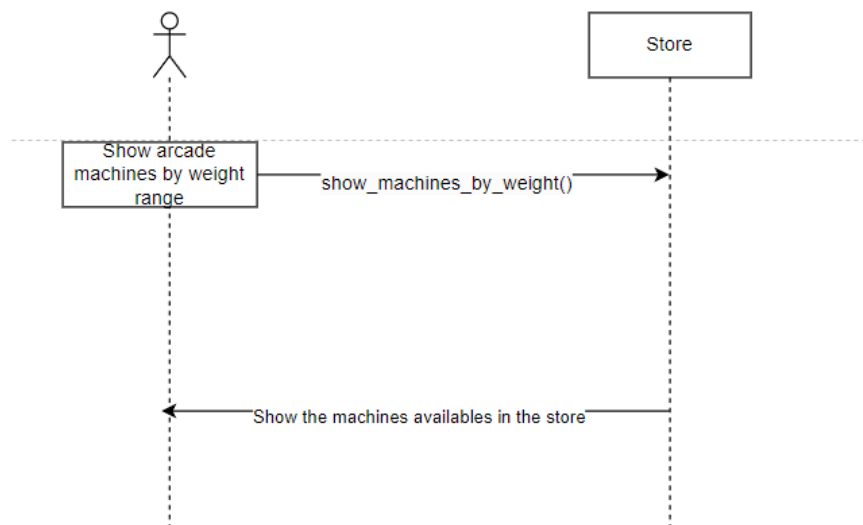 Store
Show arcade
machines by weight
range
show_machines_by_weight()
Show the machines availables in the store